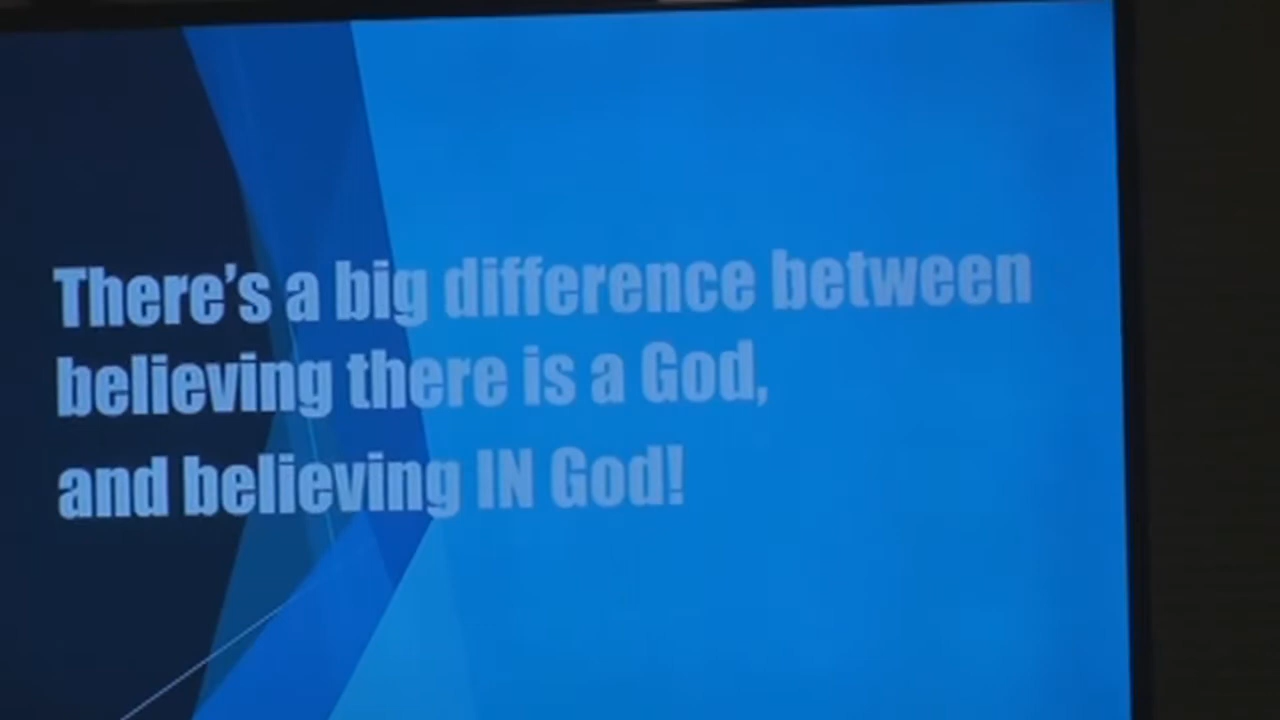 There’s a big difference between
believing there is a God,
and believing IN God!